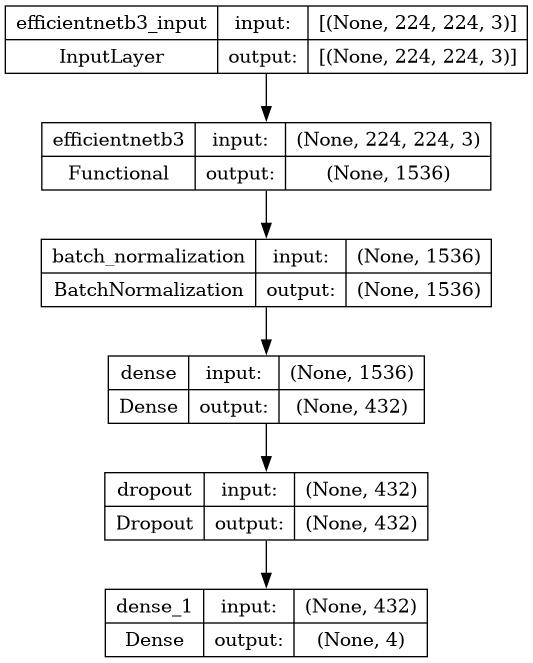 efficientnetb3_input input: [(None, 224, 224, 3)]
InputLayer output: [(None, 224, 224, 3)]
efficientnetb3 input: (None, 224, 224, 3)
Functional output: (None, 1536)
batch_normalization input: (None, 1536)
BatchNormalization output: (None, 1536)
dense input: (None, 1536)
Dense output: (None, 432)
dropout input: (None, 432)
Dropout output: (None, 432)
dense_1 input: (None, 432)
Dense output: (None, 4)